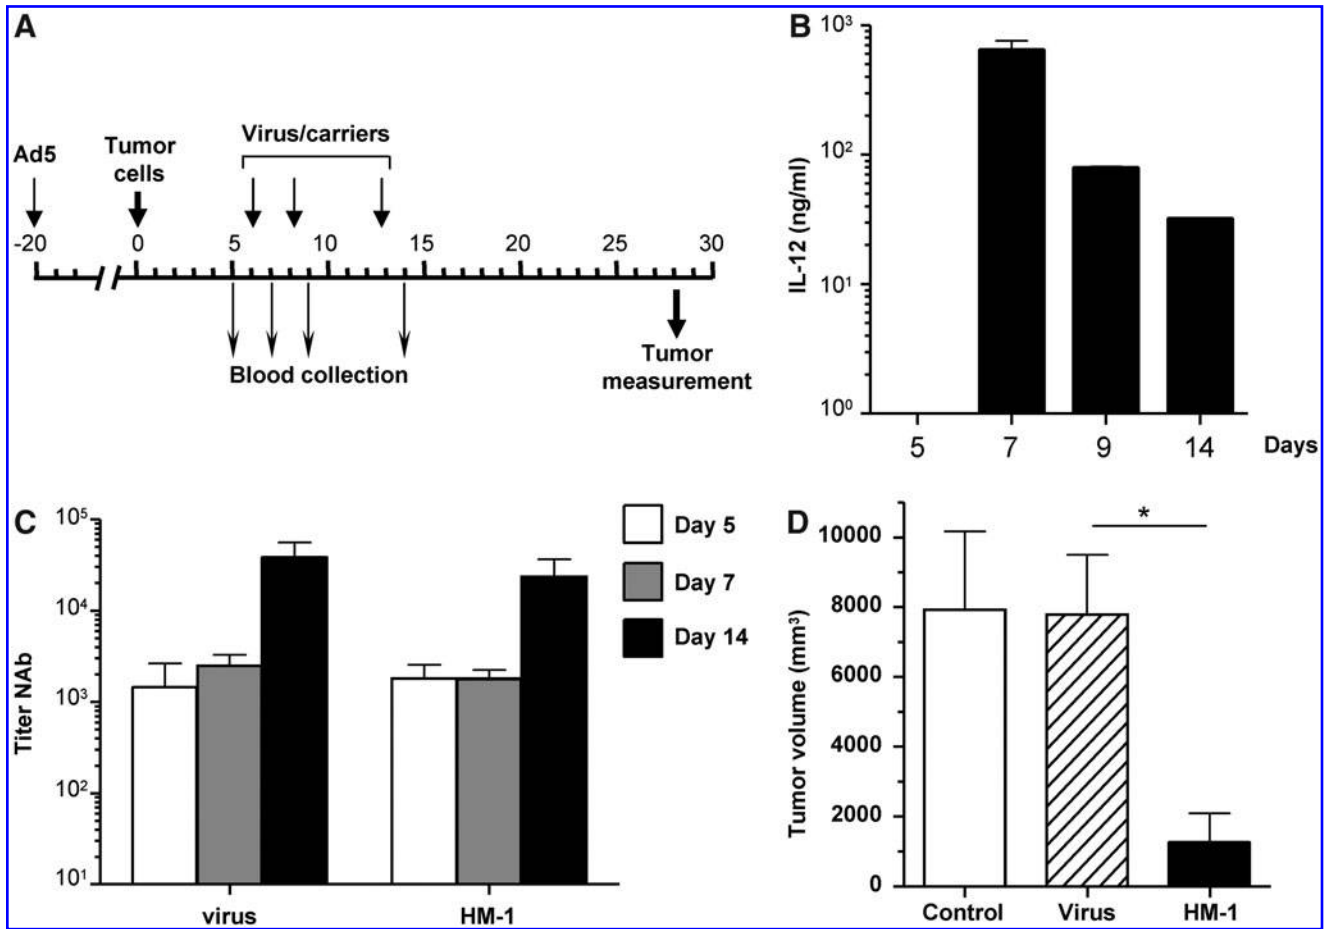 A
Ad5
Tumor
cells
Virus/carriers
-20
0
5
10
15
20
25
30
Blood collection
Tumor
measurement
B
IL-12 (ng/ml)
10³
10²
10¹
10⁰
5
7
9
14
Days
C
Titer NAb
10⁵
10⁴
10³
10²
10¹
virus
HM-1
Day 5
Day 7
Day 14
D
Tumor volume (mm³)
10000
8000
6000
4000
2000
0
*
Control
Virus
HM-1